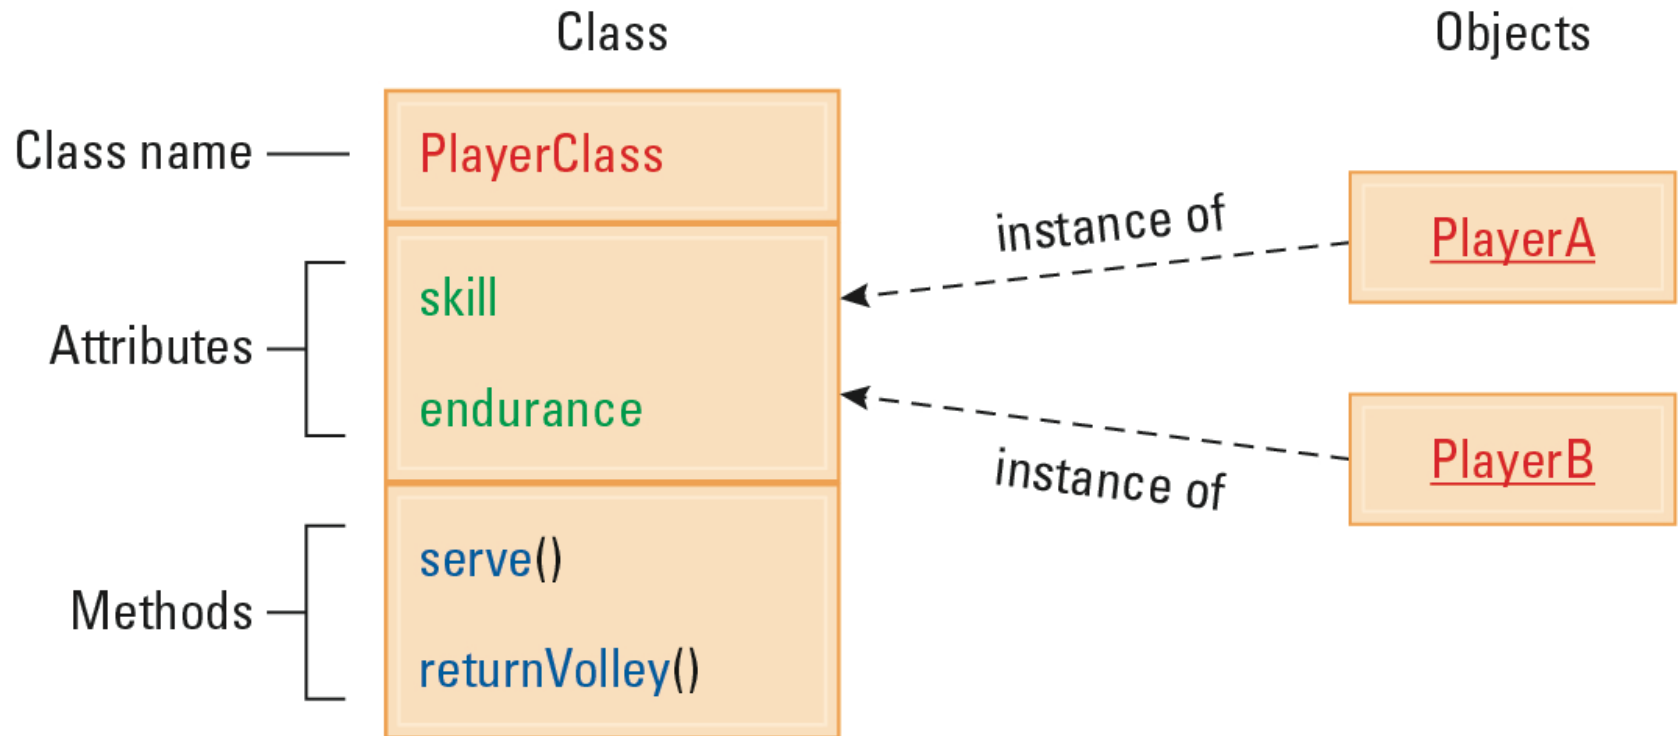 Class
Objects
Class name
PlayerClass
Attributes
skill
endurance
Methods
serve()
returnVolley()
instance of
PlayerA
instance of
PlayerB